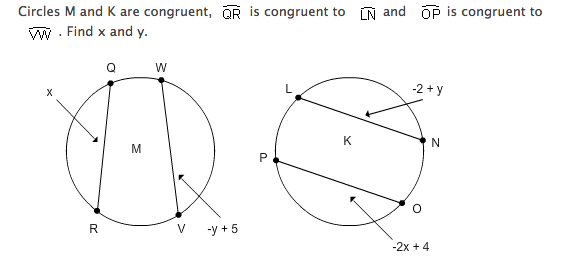 Circles M and K are congruent, QR is congruent to LN and OP is congruent to
VW . Find x and y.
Q W
x
M
R V -y + 5
L -2 + y
K N
P
O
-2x + 4